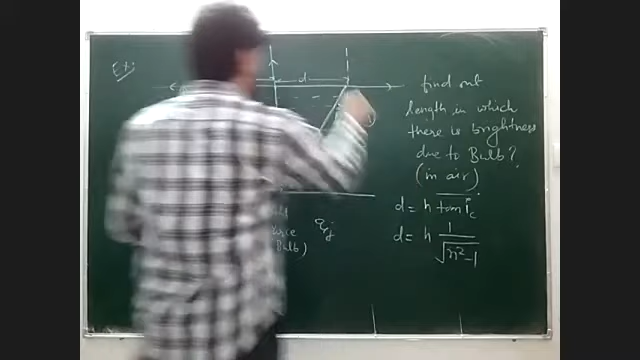 Ex:
d
find out
length in which
there is brightness
due to Bulb?
(in air)
d = h tan ic
d = h 1/√(n²-1)
Bulb)